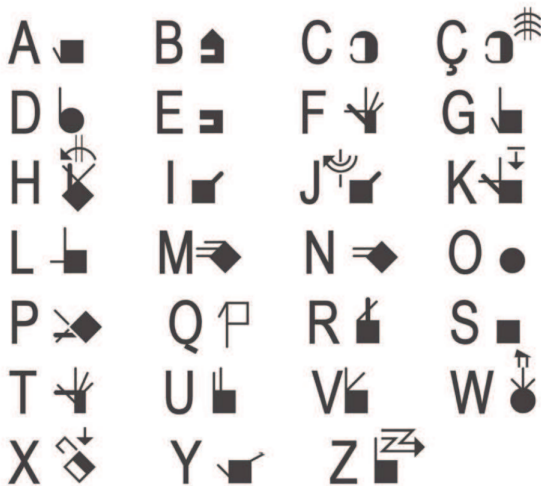 A B C Ç
D E F G
H I J K
L M N O
P Q R S
T U V W
X Y Z